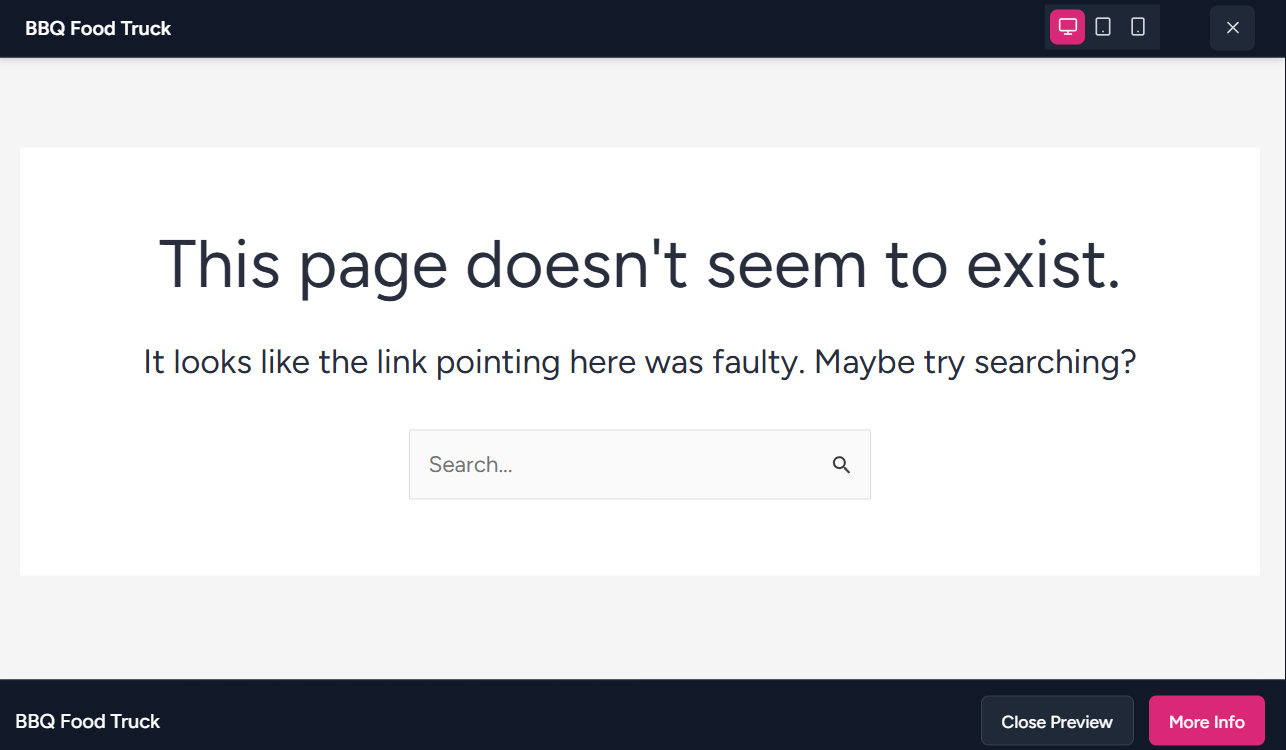 BBQ Food Truck
This page doesn't seem to exist.
It looks like the link pointing here was faulty. Maybe try searching?
Search...
BBQ Food Truck
Close Preview
More Info